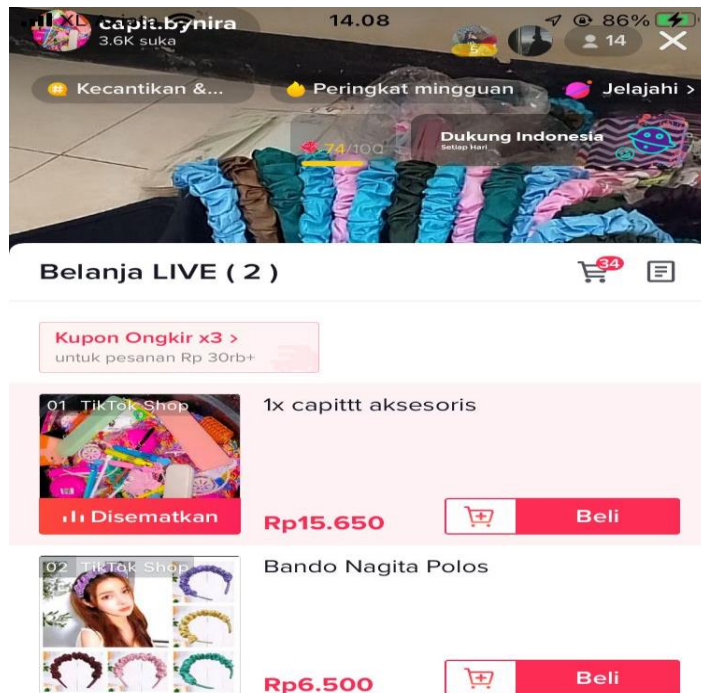 XL
14.08
86%
capit.bynira
3.6K suka
14
Kecantikan &...
Peringkat mingguan
Jelajahi >
74/100
Dukung Indonesia
Setiap Hari
Belanja LIVE ( 2 )
34
Kupon Ongkir x3 >
untuk pesanan Rp 30rb+
01 TikTok Shop
1x capittt aksesoris
Disematkan
Rp15.650
Beli
02 TikTok Shop
Bando Nagita Polos
Rp6.500
Beli